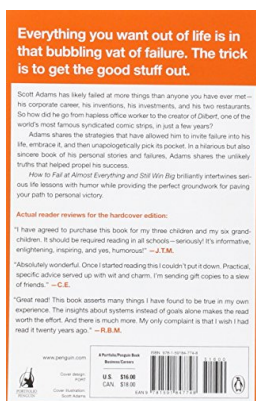 Everything you want out of life is in
that bubbling vat of failure. The trick
is to get the good stuff out.
Scott Adams has likely failed at more things than anyone you have ever met—
his corporate career, his inventions, his investments, and his two restaurants.
So how did he go from hapless office worker to the creator of Dilbert, one of the
world's most famous syndicated comic strips, in just a few years?
Adams shares the strategies that have allowed him to invite failure into his
life, embrace it, and then unapologetically pick its pocket. In a hilarious but also
sincere book of his personal stories and failures, Adams shares the unlikely
truths that helped propel his success.
How to Fail at Almost Everything and Still Win Big brilliantly intertwines seri-
ous life lessons with humor while providing the perfect groundwork for paving
your path to personal victory.
Actual reader reviews for the hardcover edition:
"I have agreed to purchase this book for my three children and my six grand-
children. It should be required reading in all schools—seriously! It's informative,
enlightening, inspiring, and yes, humorous." —J.T.M.
"Absolutely wonderful. Once I started reading this I couldn't put it down. Practical,
specific advice served up with wit and charm. I'm sending gift copies to a slew
of friends." —C.E.
"Great read! This book asserts many things I have found to be true in my own
experience. The insights about systems instead of goals alone makes the read
worth the effort. And there is much more. My only complaint is that I wish I had
read it twenty years ago." —R.B.M.
www.penguin.com
A Portfolio/Penguin Book
Business/Careers
U.S. $16.00
CAN. $18.00
Cover design:
Cover illustration:
Scott Adams
PORTFOLIO
PENGUIN